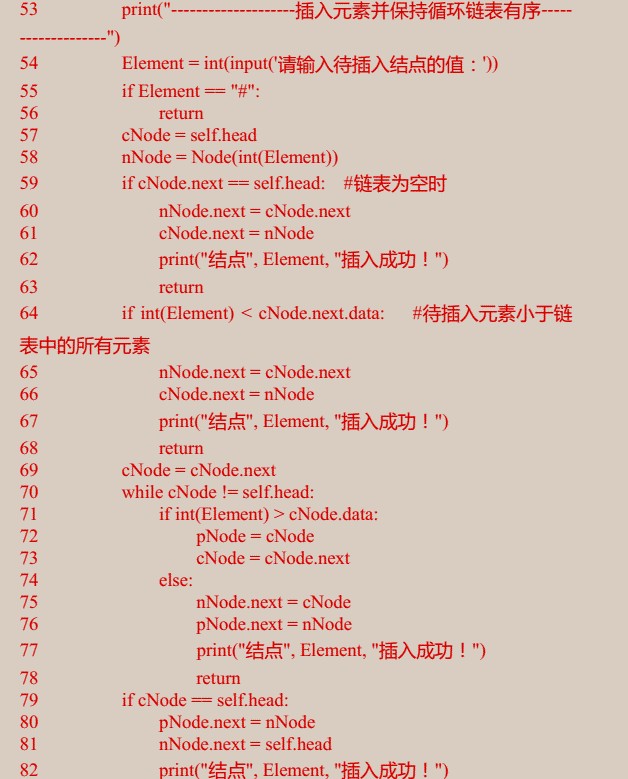 53 print("--------------------插入元素并保持循环链表有序-----
---------------")
54 Element = int(input('请输入待插入结点的值：'))
55 if Element == "#":
56 return
57 cNode = self.head
58 nNode = Node(int(Element))
59 if cNode.next == self.head: #链表为空时
60 nNode.next = cNode.next
61 cNode.next = nNode
62 print("结点", Element, "插入成功！")
63 return
64 if int(Element) < cNode.next.data: #待插入元素小于链
表中的所有元素
65 nNode.next = cNode.next
66 cNode.next = nNode
67 print("结点", Element, "插入成功！")
68 return
69 cNode = cNode.next
70 while cNode != self.head:
71 if int(Element) > cNode.data:
72 pNode = cNode
73 cNode = cNode.next
74 else:
75 nNode.next = cNode
76 pNode.next = nNode
77 print("结点", Element, "插入成功！")
78 return
79 if cNode == self.head:
80 pNode.next = nNode
81 nNode.next = self.head
82 print("结点", Element, "插入成功！")